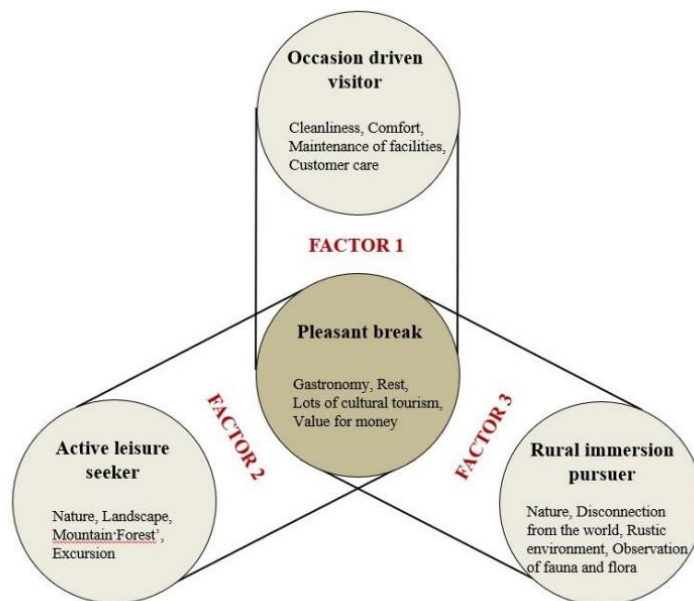 Occasion driven
visitor
Cleanliness, Comfort,
Maintenance of facilities,
Customer care
FACTOR 1
Pleasant break
Gastronomy, Rest,
Lots of cultural tourism,
Value for money
FACTOR 2
FACTOR 3
Active leisure
seeker
Nature, Landscape,
Mountain·Forest’,
Excursion
Rural immersion
pursuer
Nature, Disconnection
from the world, Rustic
environment, Observation
of fauna and flora